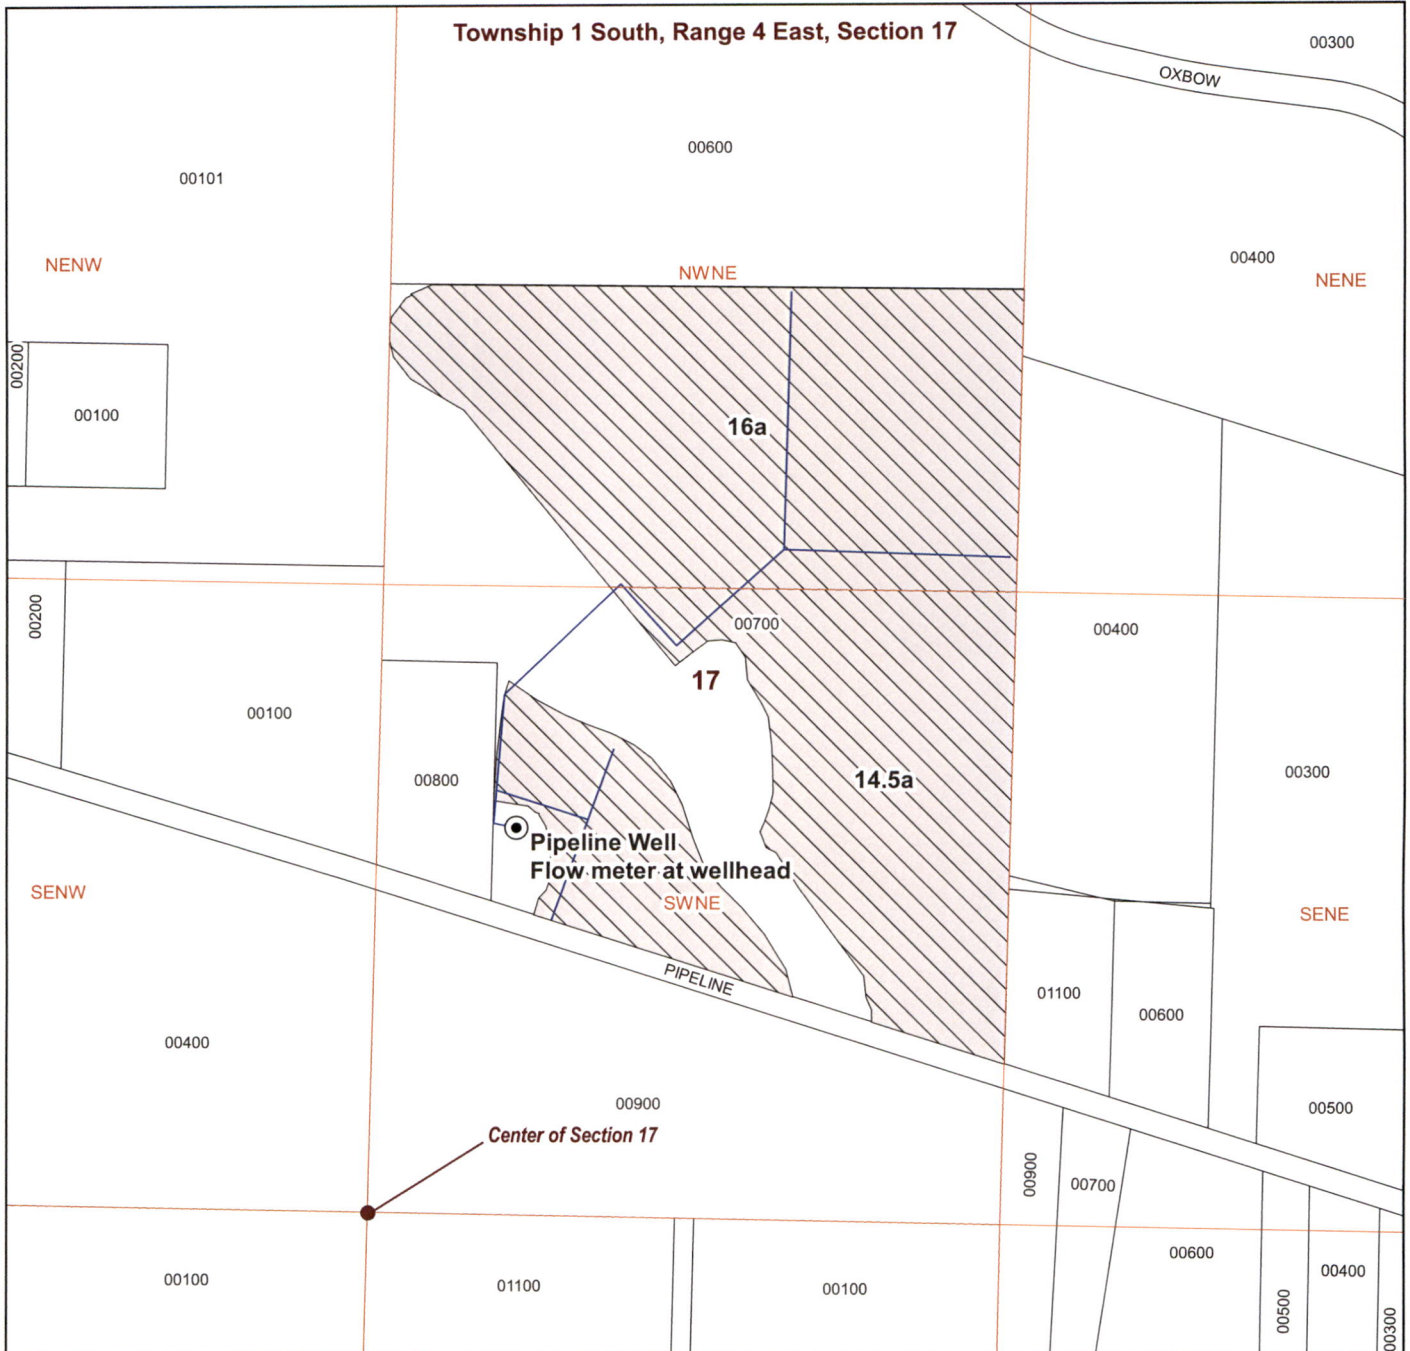 Township 1 South, Range 4 East, Section 17
00300
OXBOW
00600
00101
00400
NENW
NWNE
NENE
00200
00100
16a
00200
00700
00400
17
00100
00800
14.5a
00300
Pipeline Well
Flow meter at wellhead
SENW
SWNE
SENE
PIPELINE
01100
00600
00400
00900
00500
Center of Section 17
00900
00700
00600
00100
01100
00100
00400
00500
00300